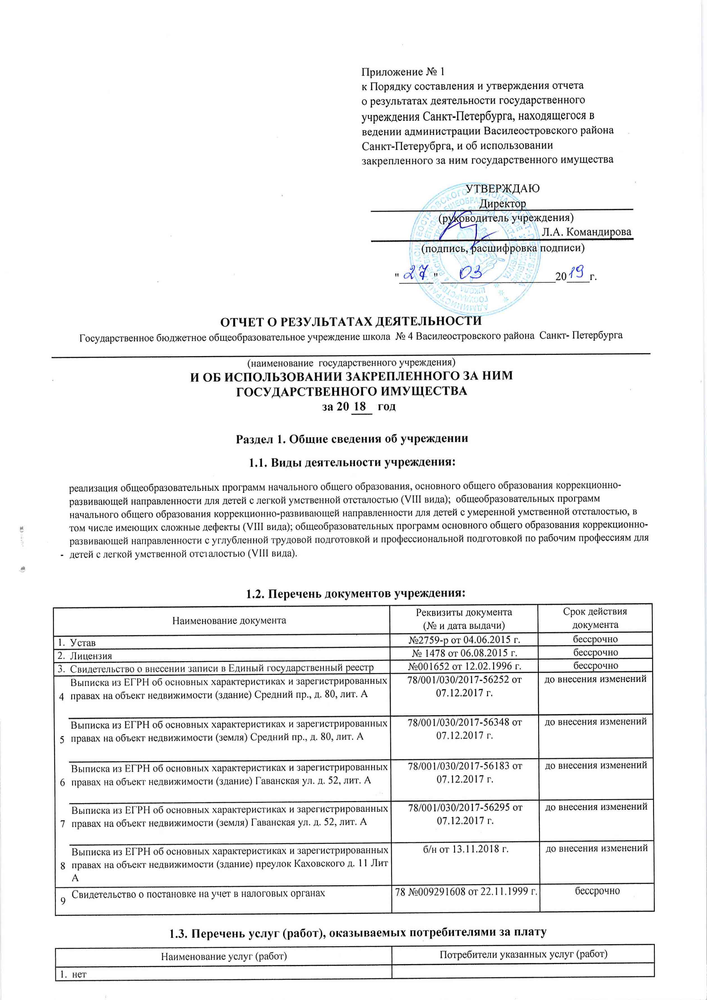 Приложение № 1
к Порядку составления и утверждения отчета
о результатах деятельности государственного
учреждения Санкт-Петербурга, находящегося в
ведении администрации Василеостровского района
Санкт-Петерубрга, и об использовании
закрепленного за ним государственного имущества
УТВЕРЖДАЮ
Директор
(руководитель учреждения)
Л.А. Командирова
(подпись, расшифровка подписи)
"27" 03 2019 г.
ОТЧЕТ О РЕЗУЛЬТАТАХ ДЕЯТЕЛЬНОСТИ
Государственное бюджетное общеобразовательное учреждение школа № 4 Василеостровского района Санкт- Петербурга
(наименование государственного учреждения)
И ОБ ИСПОЛЬЗОВАНИИ ЗАКРЕПЛЕННОГО ЗА НИМ
ГОСУДАРСТВЕННОГО ИМУЩЕСТВА
за 20 18 год
Раздел 1. Общие сведения об учреждении
1.1. Виды деятельности учреждения:
реализация общеобразовательных программ начального общего образования, основного общего образования коррекционно-
развивающей направленности для детей с легкой умственной отсталостью (VIII вида); общеобразовательных программ
начального общего образования коррекционно-развивающей направленности для детей с умеренной умственной отсталостью, в
том числе имеющих сложные дефекты (VIII вида); общеобразовательных программ основного общего образования коррекционно-
развивающей направленности с углубленной трудовой подготовкой и профессиональной подготовкой по рабочим профессиям для
- детей с легкой умственной отсталостью (VIII вида).
1.2. Перечень документов учреждения:
Наименование документа
Реквизиты документа
(№ и дата выдачи)
Срок действия
документа
1. Устав
№2759-р от 04.06.2015 г.
бессрочно
2. Лицензия
№ 1478 от 06.08.2015 г.
бессрочно
3. Свидетельство о внесении записи в Единый государственный реестр
№001652 от 12.02.1996 г.
бессрочно
Выписка из ЕГРН об основных характеристиках и зарегистрированных
4 правах на объект недвижимости (здание) Средний пр., д. 80, лит. А
78/001/030/2017-56252 от
07.12.2017 г.
до внесения изменений
Выписка из ЕГРН об основных характеристиках и зарегистрированных
5 правах на объект недвижимости (земля) Средний пр., д. 80, лит. А
78/001/030/2017-56348 от
07.12.2017 г.
до внесения изменений
Выписка из ЕГРН об основных характеристиках и зарегистрированных
6 правах на объект недвижимости (здание) Гаванская ул. д. 52, лит. А
78/001/030/2017-56183 от
07.12.2017 г.
до внесения изменений
Выписка из ЕГРН об основных характеристиках и зарегистрированных
7 правах на объект недвижимости (земля) Гаванская ул. д. 52, лит. А
78/001/030/2017-56295 от
07.12.2017 г.
до внесения изменений
Выписка из ЕГРН об основных характеристиках и зарегистрированных
8 правах на объект недвижимости (здание) преулок Каховского д. 11 Лит
А
б/н от 13.11.2018 г.
до внесения изменений
9 Свидетельство о постановке на учет в налоговых органах
78 №009291608 от 22.11.1999 г.
бессрочно
1.3. Перечень услуг (работ), оказываемых потребителями за плату
Наименование услуг (работ)
Потребители указанных услуг (работ)
1. нет